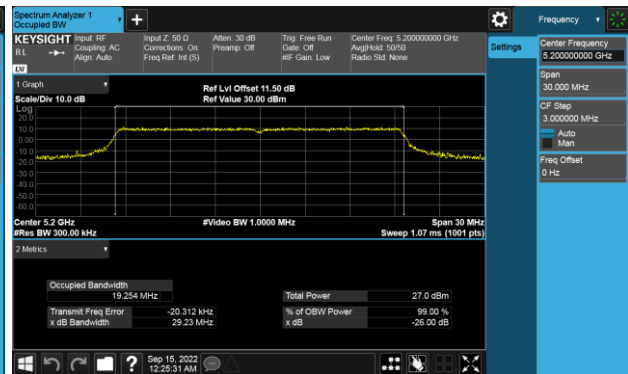 Spectrum Analyzer 1
Occupied BW
Frequency
KEYSIGHT
RL
Input: RF
Coupling: AC
Align: Auto
Input Z: 50 Ω
Corrections: On
Freq Ref: Int (S)
Atten: 30 dB
Preamp: Off
Trig: Free Run
Gate: Off
#IF Gain: Low
Center Freq: 5.200000000 GHz
Avg|Hold: 50/50
Radio Std: None
Settings
Center Frequency
5.200000000 GHz
Span
30.000 MHz
CF Step
3.000000 MHz
Auto
Man
Freq Offset
0 Hz
1 Graph
Scale/Div 10.0 dB
Ref Lvl Offset 11.50 dB
Ref Value 30.00 dBm
Log
20.0
10.0
0.00
-10.0
-20.0
-30.0
-40.0
-50.0
-60.0
Center 5.2 GHz
#Res BW 300.00 kHz
#Video BW 1.0000 MHz
Span 30 MHz
Sweep 1.07 ms (1001 pts)
2 Metrics
Occupied Bandwidth
19.254 MHz
Total Power 27.0 dBm
Transmit Freq Error -20.312 kHz
% of OBW Power 99.00 %
x dB Bandwidth 29.23 MHz
x dB -26.00 dB
?
Sep 15, 2022
12:25:31 AM